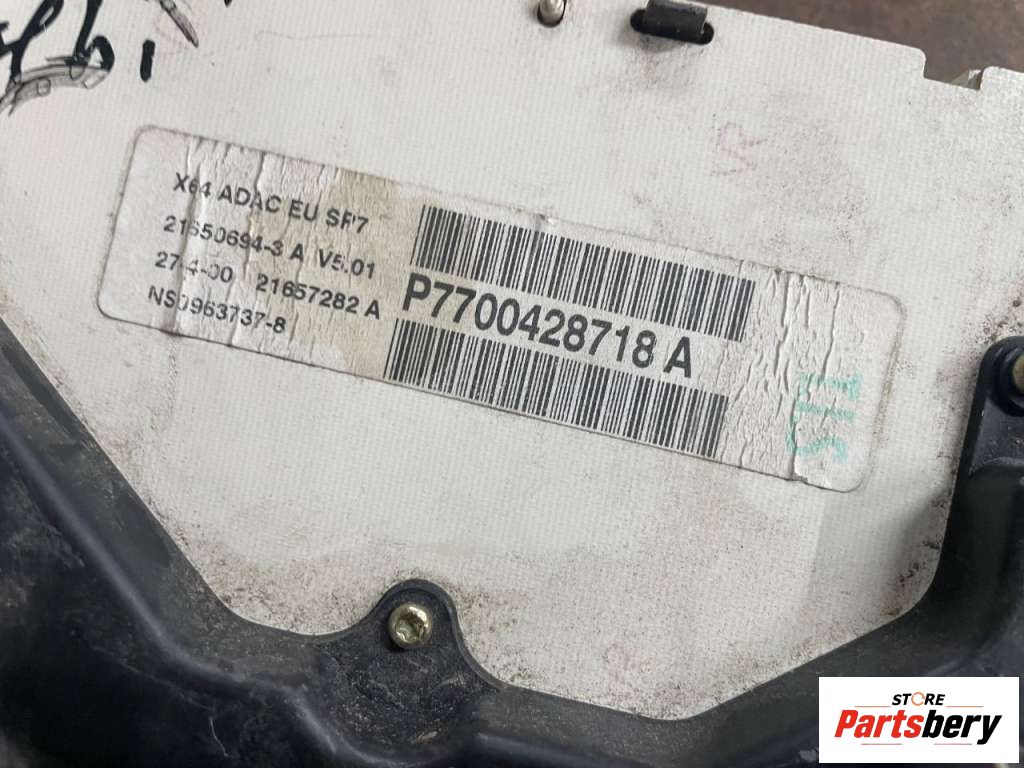 X64 ADAC EU SP7
21650694-3 A V5.01
27-4-00 21657282 A
NS0963737-8
P7700428718 A
STORE
Partsbery